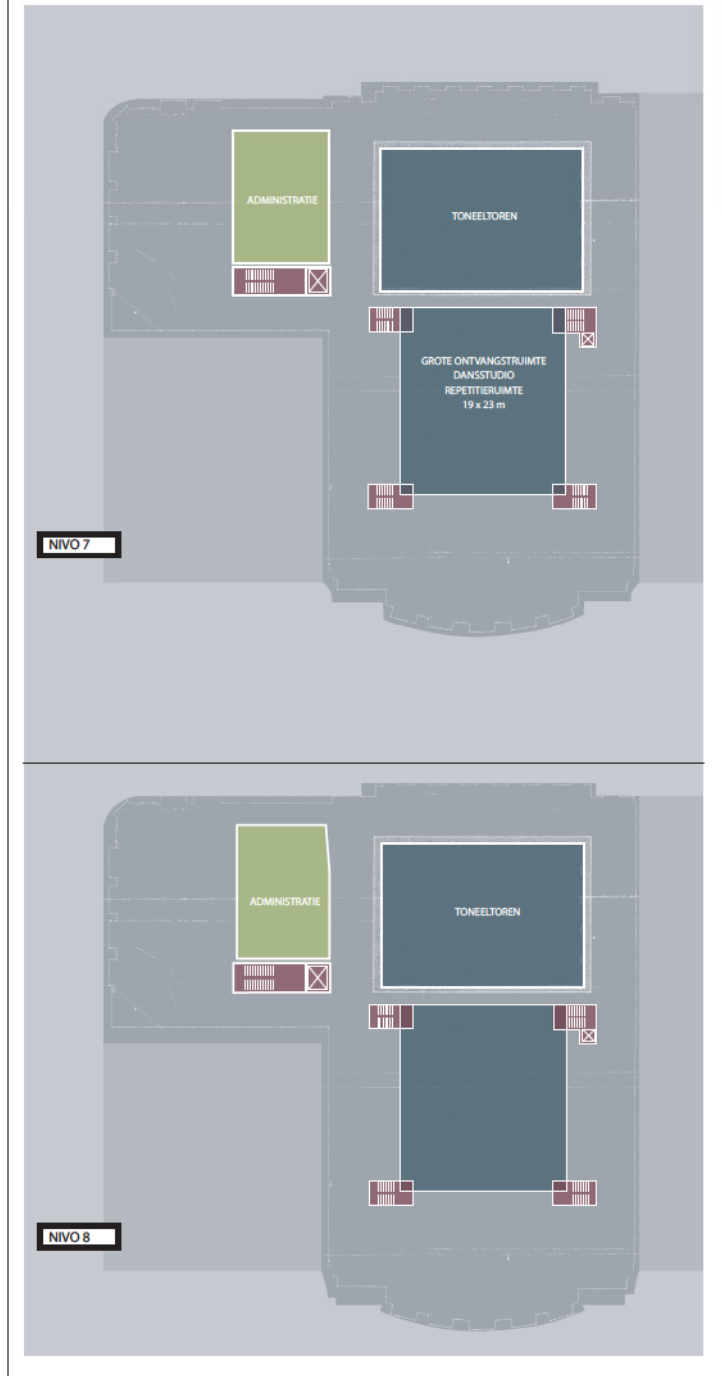 ADMINISTRATIE
TONEELTOREN
GROTE ONTVANGSTRUIMTE
DANSSTUDIO
REPETITIERUIMTE
19 x 23 m
NIVO 7
ADMINISTRATIE
TONEELTOREN
NIVO 8